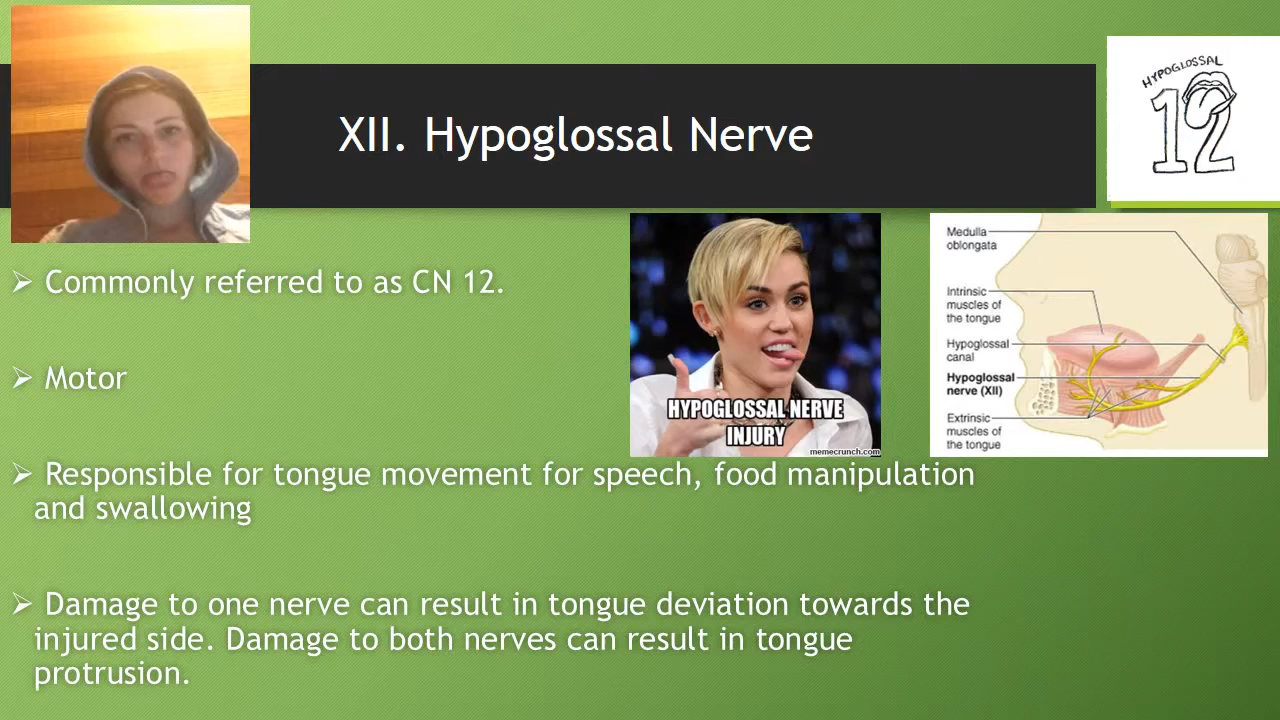 HYPOGLOSSAL
12
XII. Hypoglossal Nerve
➢ Commonly referred to as CN 12.
➢ Motor
➢ Responsible for tongue movement for speech, food manipulation
and swallowing
➢ Damage to one nerve can result in tongue deviation towards the
injured side. Damage to both nerves can result in tongue
protrusion.
HYPOGLOSSAL NERVE
INJURY
memecrunch.com
Medulla
oblongata
Intrinsic
muscles of
the tongue
Hypoglossal
canal
Hypoglossal
nerve (XII)
Extrinsic
muscles of
the tongue